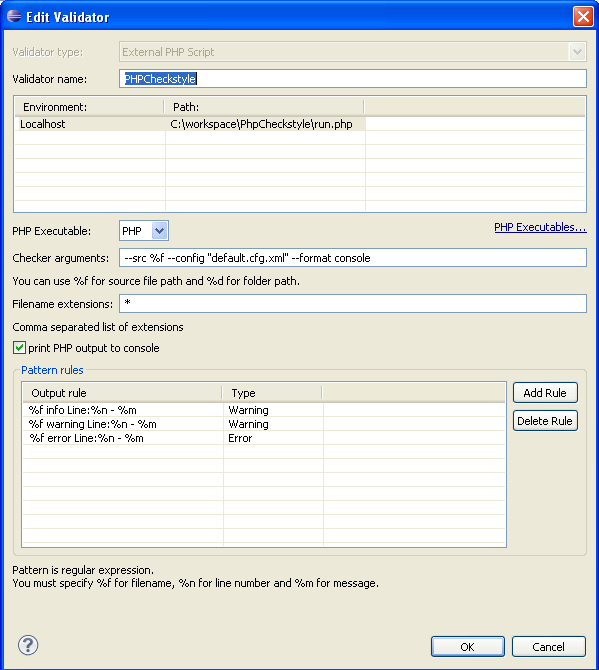 Edit Validator
Validator type: External PHP Script
Validator name: PHPCheckstyle
Environment: Path:
Localhost C:\workspace\PhpCheckstyle\run.php
PHP Executable: PHP PHP Executables...
Checker arguments: --src %f --config "default.cfg.xml" --format console
You can use %f for source file path and %d for folder path.
Filename extensions: *
Comma separated list of extensions
print PHP output to console
Pattern rules
Output rule Type
%f info Line:%n - %m Warning
%f warning Line:%n - %m Warning
%f error Line:%n - %m Error
Add Rule
Delete Rule
Pattern is regular expression.
You must specify %f for filename, %n for line number and %m for message.
? OK Cancel